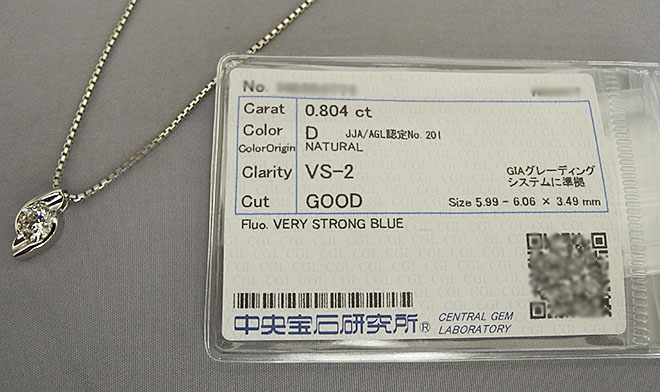 No.
Carat 0.804 ct
Color D JJA/AGL認定No.201
ColorOrigin NATURAL
Clarity VS-2 GIAグレーディング
システムに準拠
Cut GOOD Size 5.99 - 6.06 × 3.49 mm
Fluo. VERY STRONG BLUE
中央宝石研究所® CENTRAL GEM
LABORATORY